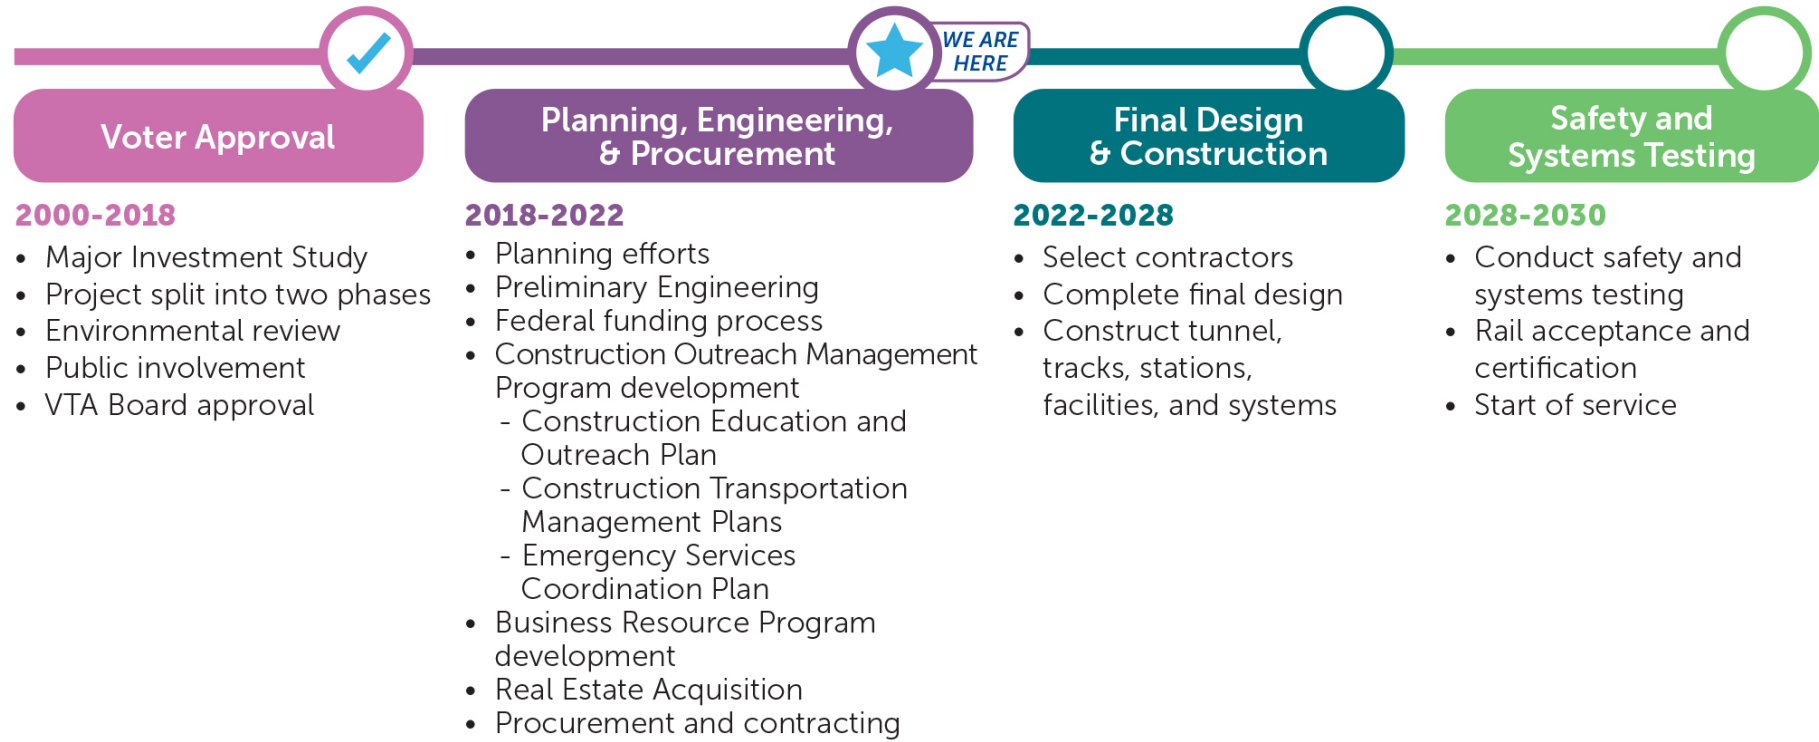 WE ARE
HERE
Voter Approval
2000-2018
• Major Investment Study
• Project split into two phases
• Environmental review
• Public involvement
• VTA Board approval
Planning, Engineering,
& Procurement
2018-2022
• Planning efforts
• Preliminary Engineering
• Federal funding process
• Construction Outreach Management
Program development
- Construction Education and
Outreach Plan
- Construction Transportation
Management Plans
- Emergency Services
Coordination Plan
• Business Resource Program
development
• Real Estate Acquisition
• Procurement and contracting
Final Design
& Construction
2022-2028
• Select contractors
• Complete final design
• Construct tunnel,
tracks, stations,
facilities, and systems
Safety and
Systems Testing
2028-2030
• Conduct safety and
systems testing
• Rail acceptance and
certification
• Start of service